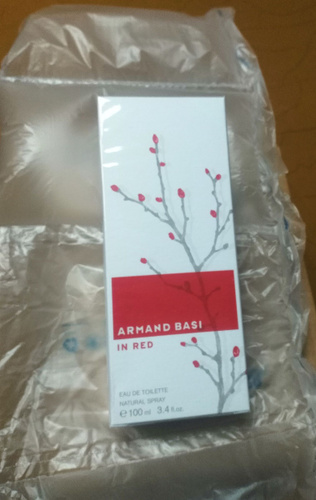 ARMAND BASI
IN RED
EAU DE TOILETTE
NATURAL SPRAY
℮100 ml 3.4 fl.oz.